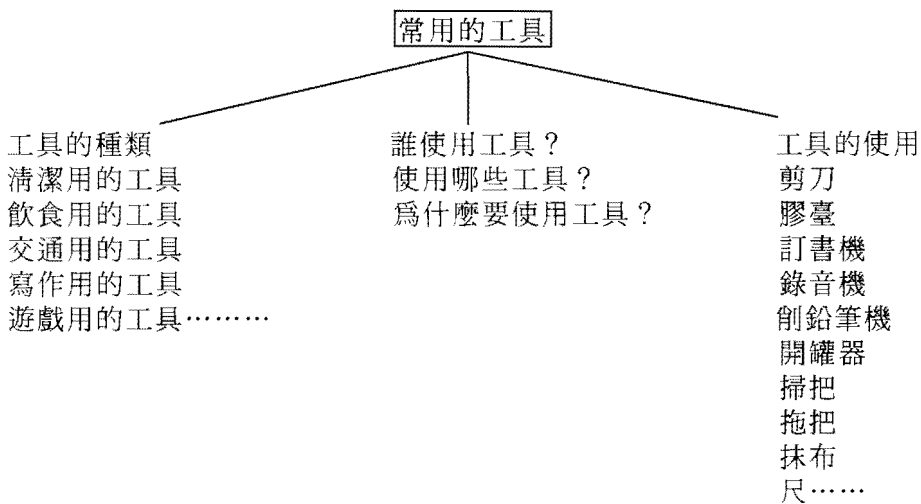 常用的工具
工具的種類
清潔用的工具
飲食用的工具
交通用的工具
寫作用的工具
遊戲用的工具………
誰使用工具？
使用哪些工具？
爲什麼要使用工具？
工具的使用
剪刀
膠臺
訂書機
錄音機
削鉛筆機
開罐器
掃把
拖把
抹布
尺……